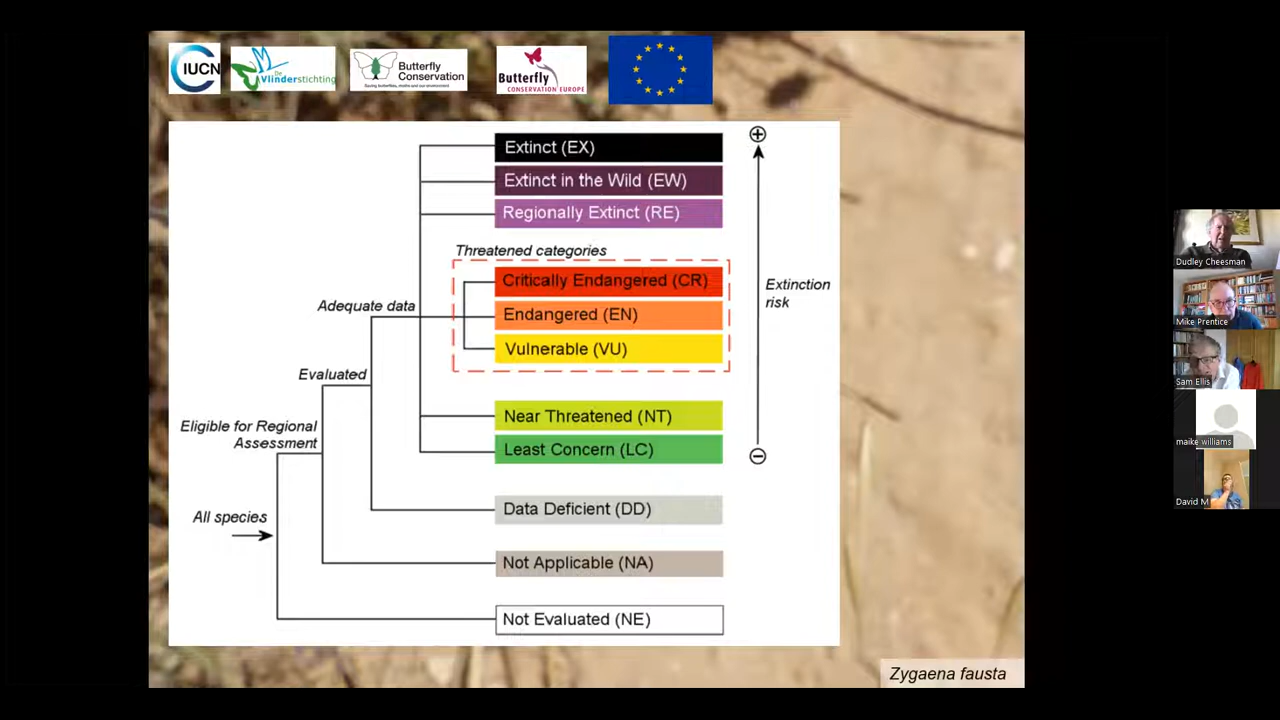 IUCN
De
Vlinderstichting
Butterfly
Conservation
Saving butterflies, moths and our environment
Butterfly
CONSERVATION EUROPE
Extinct (EX)
Extinct in the Wild (EW)
Regionally Extinct (RE)
Threatened categories
Critically Endangered (CR)
Adequate data
Endangered (EN)
Extinction
risk
Vulnerable (VU)
Evaluated
Near Threatened (NT)
Eligible for Regional
Assessment
Least Concern (LC)
All species
Data Deficient (DD)
Not Applicable (NA)
Not Evaluated (NE)
Zygaena fausta
Dudley Cheesman
Mike Prentice
Sam Ellis
maike williams
David M